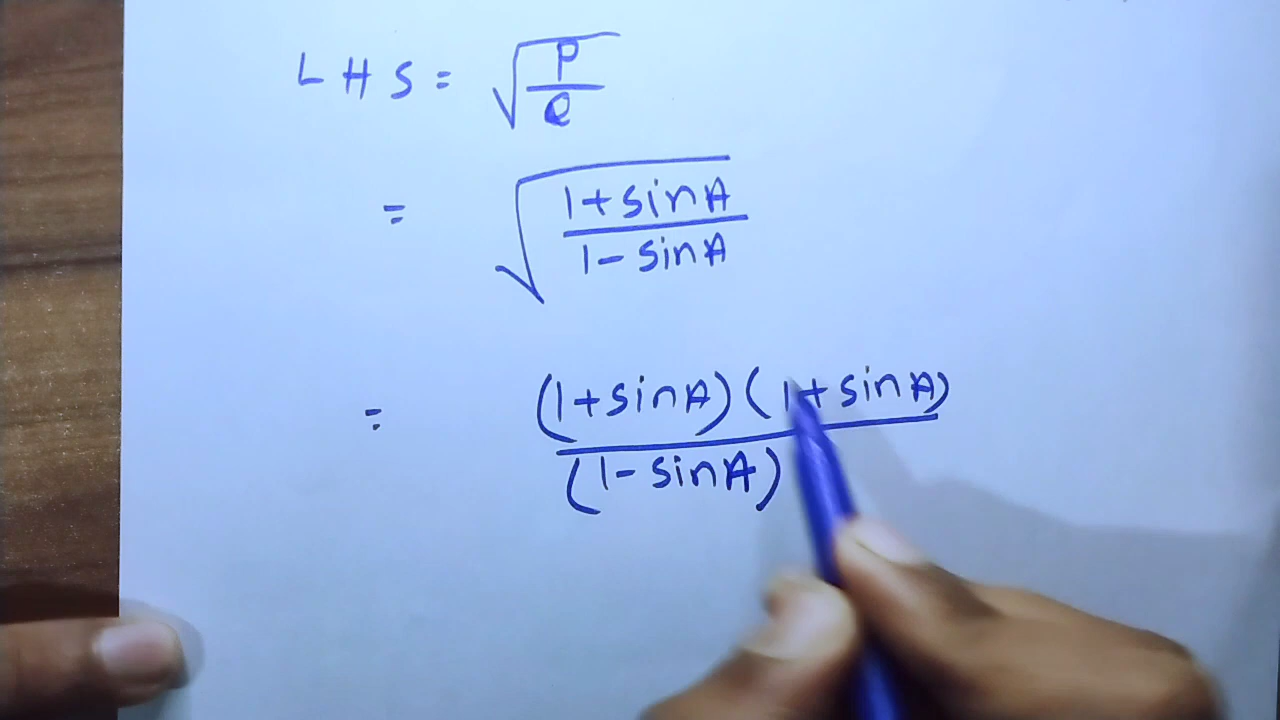 LHS = √(P/Q)
= √((1+sinA)/(1-sinA))
= ((1+sinA)(1+sinA))/((1-sinA)